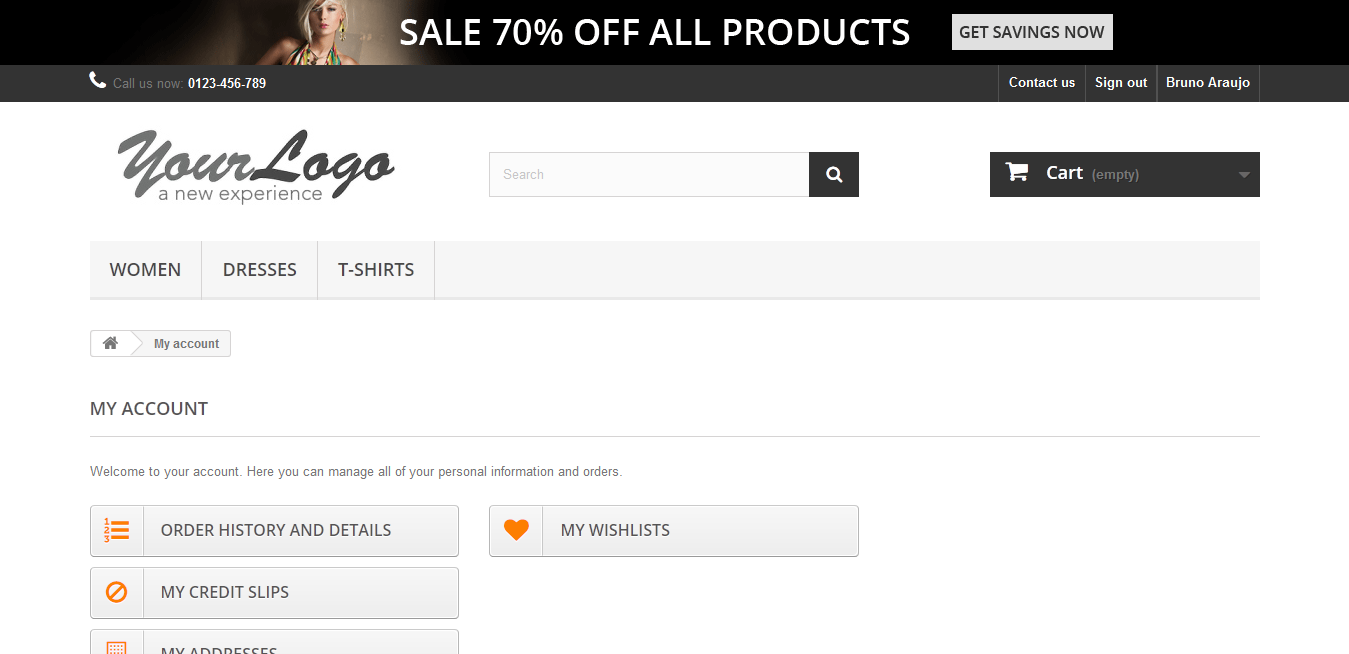 SALE 70% OFF ALL PRODUCTS
GET SAVINGS NOW
Call us now: 0123-456-789
Contact us
Sign out
Bruno Araujo
Your Logo
a new experience
Search
Cart (empty)
WOMEN
DRESSES
T-SHIRTS
My account
MY ACCOUNT
Welcome to your account. Here you can manage all of your personal information and orders.
ORDER HISTORY AND DETAILS
MY WISHLISTS
MY CREDIT SLIPS
MY ADDRESSES